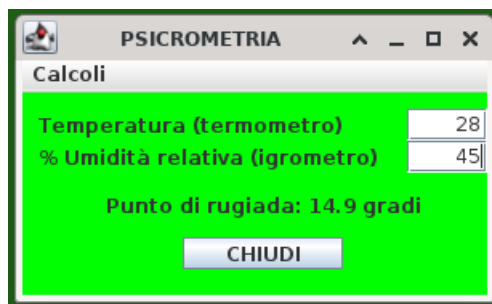 PSICROMETRIA
Calcoli
Temperatura (termometro) 28
% Umidità relativa (igrometro) 45
Punto di rugiada: 14.9 gradi
CHIUDI